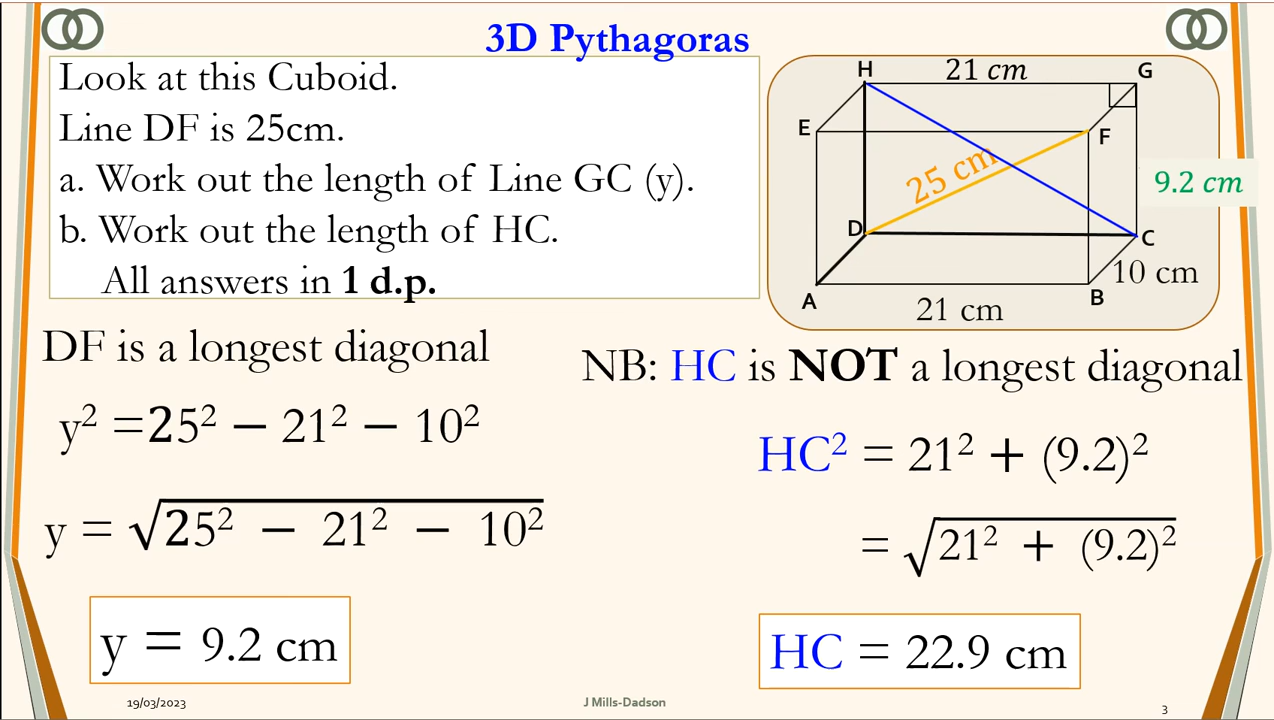 3D Pythagoras
Look at this Cuboid.
Line DF is 25cm.
a. Work out the length of Line GC (y).
b. Work out the length of HC.
All answers in 1 d.p.
H 21 cm G
E F
25 cm
9.2 cm
D C
10 cm
A 21 cm B
DF is a longest diagonal
y² =25² − 21² − 10²
y = √25² − 21² − 10²
y = 9.2 cm
NB: HC is NOT a longest diagonal
HC² = 21² + (9.2)²
= √21² + (9.2)²
HC = 22.9 cm
19/03/2023
J Mills-Dadson
3